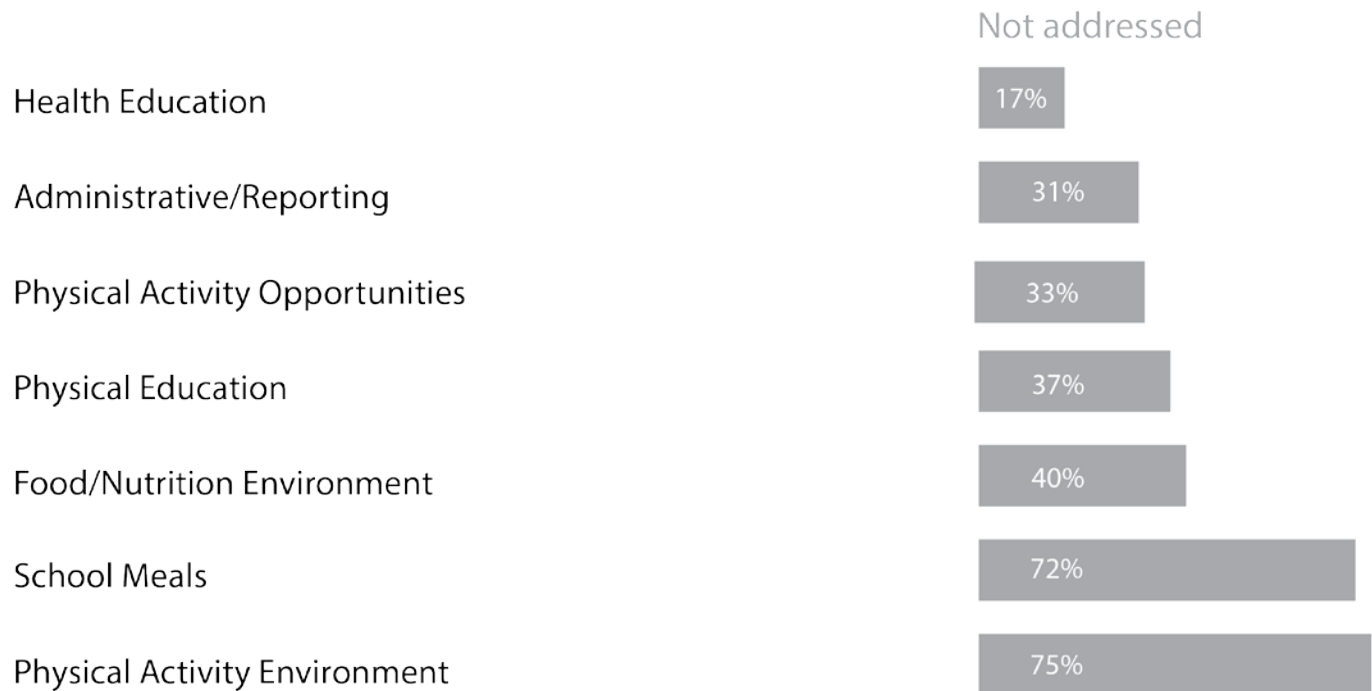 Not addressed
Health Education 17%
Administrative/Reporting 31%
Physical Activity Opportunities 33%
Physical Education 37%
Food/Nutrition Environment 40%
School Meals 72%
Physical Activity Environment 75%